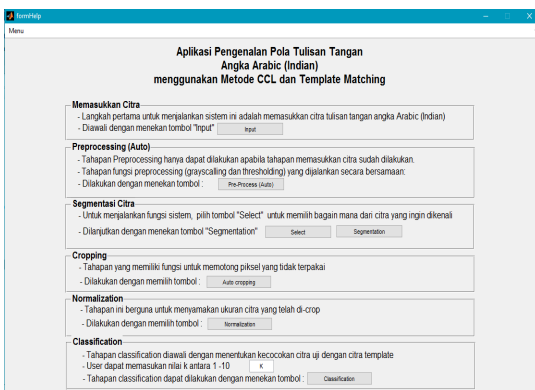 formHelp
Menu
Aplikasi Pengenalan Pola Tulisan Tangan
Angka Arabic (Indian)
menggunakan Metode CCL dan Template Matching
Memasukkan Citra
- Langkah pertama untuk menjalankan sistem ini adalah memasukkan citra tulisan tangan angka Arabic (Indian)
- Diawali dengan menekan tombol "Input" Input
Preprocessing (Auto)
- Tahapan Preprocessing hanya dapat dilakukan apabila tahapan memasukkan citra sudah dilakukan.
- Tahapan fungsi preprocessing (grayscalling dan thresholding) yang dijalankan secara bersamaan:
- Dilakukan dengan menekan tombol : Pre-Process (Auto)
Segmentasi Citra
- Untuk menjalankan fungsi sistem, pilih tombol "Select" untuk memilih bagain mana dari citra yang ingin dikenali
- Dilanjutkan dengan menekan tombol "Segmentation" Select Segmentation
Cropping
- Tahapan yang memiliki fungsi untuk memotong piksel yang tidak terpakai
- Dilakukan dengan memilih tombol : Auto cropping
Normalization
- Tahapan ini berguna untuk menyamakan ukuran citra yang telah di-crop
- Dilakukan dengan memilih tombol : Normalization
Classification
- Tahapan classification diawali dengan menentukan kecocokan citra uji dengan citra template
- User dapat memasukan nilai k antara 1 -10 K
- Tahapan classification dapat dilakukan dengan menekan tombol : Classification